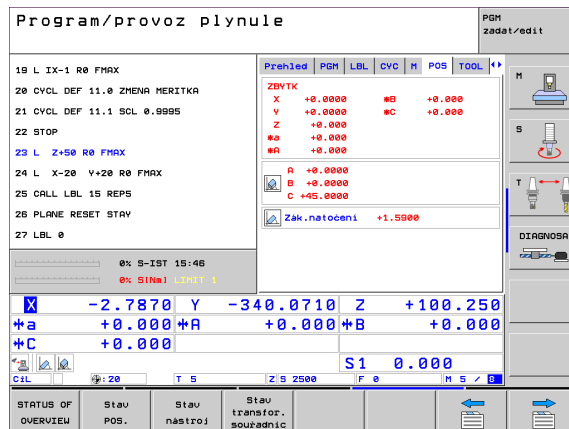 Program/provoz plynule
PGM
zadat/edit
19 L IX-1 R0 FMAX
20 CYCL DEF 11.0 ZMENA MERITKA
21 CYCL DEF 11.1 SCL 0.9995
22 STOP
23 L Z+50 R0 FMAX
24 L X-20 Y+20 R0 FMAX
25 CALL LBL 15 REP5
26 PLANE RESET STAY
27 LBL 0
Prehled PGM LBL CYC M POS TOOL
ZBYTK
X +0.0000 *B +0.000
Y +0.0000 *C +0.000
Z +0.000
*a +0.000
*A +0.000
A +0.0000
B +0.0000
C +45.0000
Zák.natočení +1.5900
0% S-IST 15:46
0% S[Nm] LIMIT 1
X -2.7870 Y -340.0710 Z +100.250
*a +0.000 *A +0.000 *B +0.000
*C +0.000
S1 0.000
CÍL : 20 T 5 Z S 2500 F 0 M 5 / 8
M
S
T
DIAGNOSA
STATUS OF
OVERVIEW
Stav
POS.
Stav
nástroj
Stav
transfor.
souřadnic